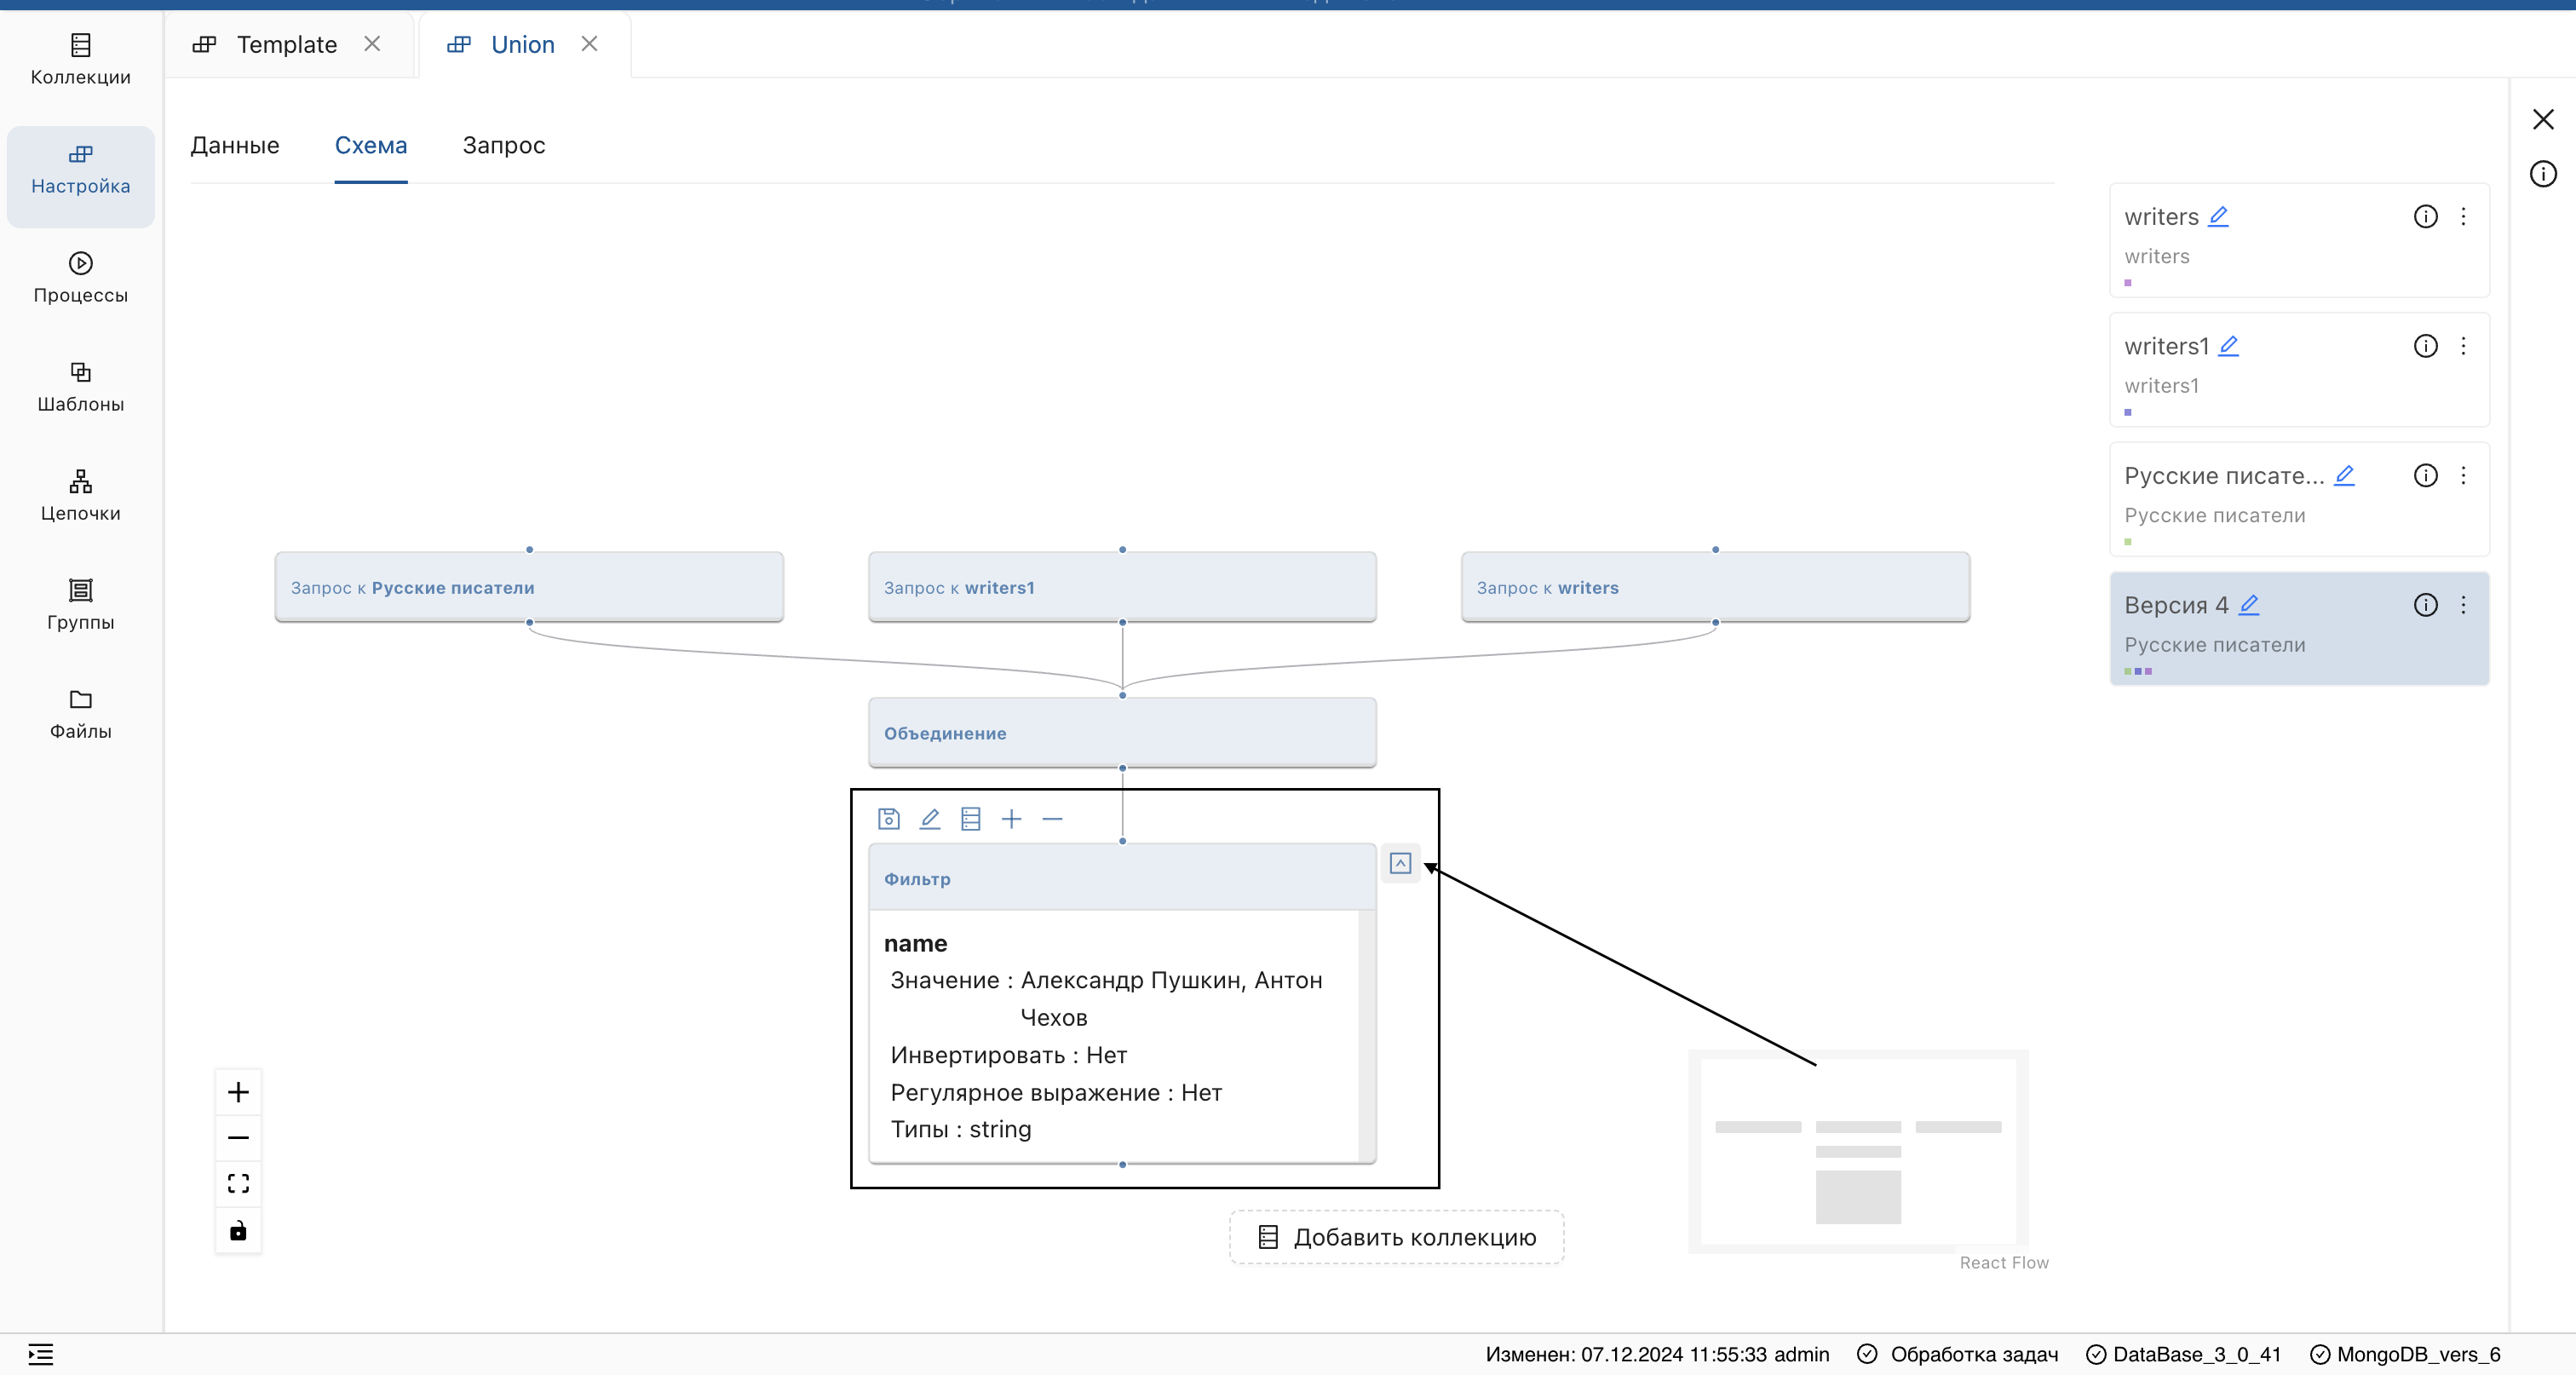 Template
Union
Коллекции
Настройка
Процессы
Шаблоны
Цепочки
Группы
Файлы
Данные
Схема
Запрос
Запрос к Русские писатели
Запрос к writers1
Запрос к writers
Объединение
Фильтр
name
Значение : Александр Пушкин, Антон
Чехов
Инвертировать : Нет
Регулярное выражение : Нет
Типы : string
Добавить коллекцию
React Flow
writers
writers
writers1
writers1
Русские писате...
Русские писатели
Версия 4
Русские писатели
Изменен: 07.12.2024 11:55:33 admin
Обработка задач
DataBase_3_0_41
MongoDB_vers_6